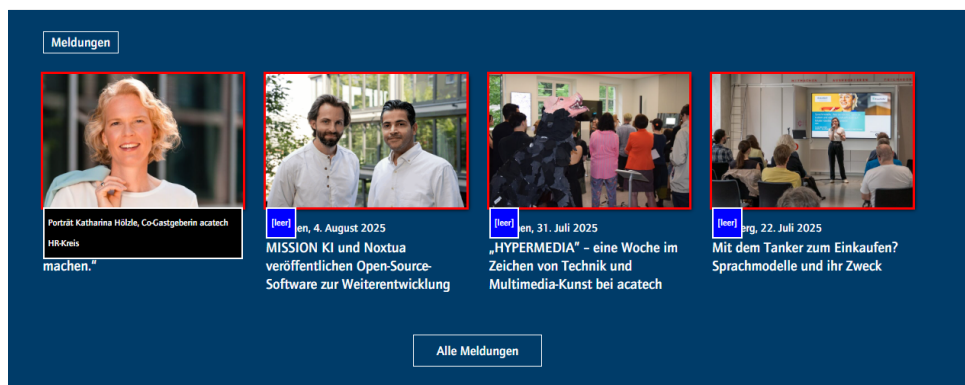 Meldungen
Porträt Katharina Hölzle, Co-Gastgeberin acatech
HR-Kreis
machen.“
[leer]
en, 4. August 2025
MISSION KI und Noxtua
veröffentlichen Open-Source-
Software zur Weiterentwicklung
[leer]
en, 31. Juli 2025
„HYPERMEDIA“ – eine Woche im
Zeichen von Technik und
Multimedia-Kunst bei acatech
[leer]
erg, 22. Juli 2025
Mit dem Tanker zum Einkaufen?
Sprachmodelle und ihr Zweck
Alle Meldungen